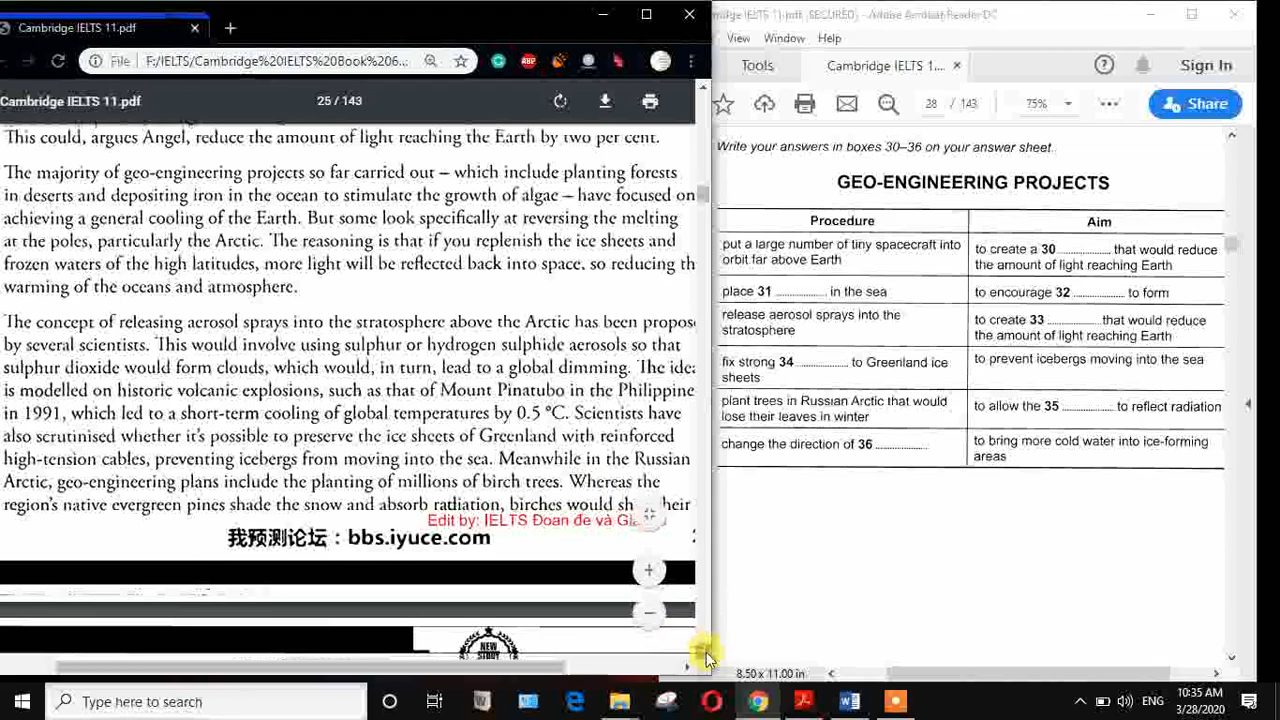 Cambridge IELTS 11.pdf
File
F:/IELTS/Cambridge%20IELTS%20Book%206...
ABP
Cambridge IELTS 11.pdf
25 / 143
This could, argues Angel, reduce the amount of light reaching the Earth by two per cent.
The majority of geo-engineering projects so far carried out – which include planting forests
in deserts and depositing iron in the ocean to stimulate the growth of algae – have focused on
achieving a general cooling of the Earth. But some look specifically at reversing the melting
at the poles, particularly the Arctic. The reasoning is that if you replenish the ice sheets and
frozen waters of the high latitudes, more light will be reflected back into space, so reducing th
warming of the oceans and atmosphere.
The concept of releasing aerosol sprays into the stratosphere above the Arctic has been propos
by several scientists. This would involve using sulphur or hydrogen sulphide aerosols so that
sulphur dioxide would form clouds, which would, in turn, lead to a global dimming. The idea
is modelled on historic volcanic explosions, such as that of Mount Pinatubo in the Philippine
in 1991, which led to a short-term cooling of global temperatures by 0.5 °C. Scientists have
also scrutinised whether it's possible to preserve the ice sheets of Greenland with reinforced
high-tension cables, preventing icebergs from moving into the sea. Meanwhile in the Russian
Arctic, geo-engineering plans include the planting of millions of birch trees. Whereas the
region's native evergreen pines shade the snow and absorb radiation, birches would sh heir
Edit by: IELTS Đoan đe và Gi
我预测论坛：bbs.iyuce.com
NEW
STUDY
ridge IELTS 11.pdf (SECURED) - Adobe Acrobat Reader DC
View Window Help
Tools
Cambridge IELTS 1...
Sign In
28 / 143
75%
Share
Write your answers in boxes 30–36 on your answer sheet.
GEO-ENGINEERING PROJECTS
Procedure
Aim
put a large number of tiny spacecraft into
orbit far above Earth
to create a 30 .................. that would reduce
the amount of light reaching Earth
place 31 .................. in the sea
to encourage 32 .................. to form
release aerosol sprays into the
stratosphere
to create 33 .................. that would reduce
the amount of light reaching Earth
fix strong 34 .................. to Greenland ice
sheets
to prevent icebergs moving into the sea
plant trees in Russian Arctic that would
lose their leaves in winter
to allow the 35 .................. to reflect radiation
change the direction of 36 ..................
to bring more cold water into ice-forming
areas
8.50 x 11.00 in
Type here to search
ENG
10:35 AM
3/28/2020